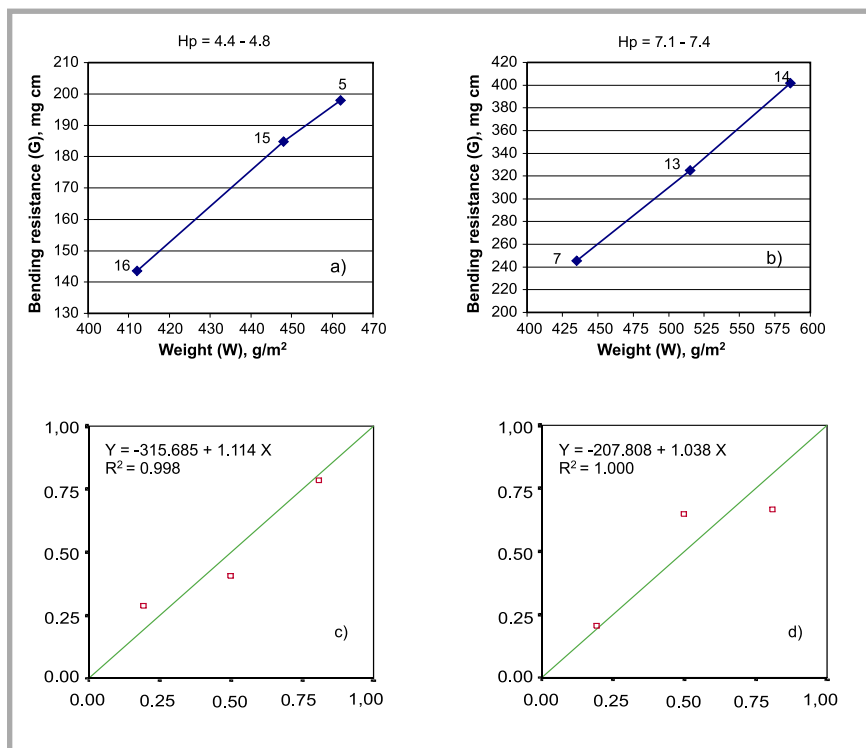 Hp = 4.4 - 4.8
Bending resistance (G), mg cm
210
200
190
180
170
160
150
140
130
5
15
16
a)
400 410 420 430 440 450 460 470
Weight (W), g/m²
Hp = 7.1 - 7.4
Bending resistance (G), mg cm
420
400
380
360
340
320
300
280
260
240
220
200
14
13
7
b)
400 425 450 475 500 525 550 575 600
Weight (W), g/m²
1,00
0.75
0.50
0.25
0.00
Y = -315.685 + 1.114 X
R² = 0.998
c)
0.00 0.25 0.50 0.75 1,00
1,00
0.75
0.50
0.25
0.00
Y = -207.808 + 1.038 X
R² = 1.000
d)
0.00 0.25 0.50 0.75 1,00